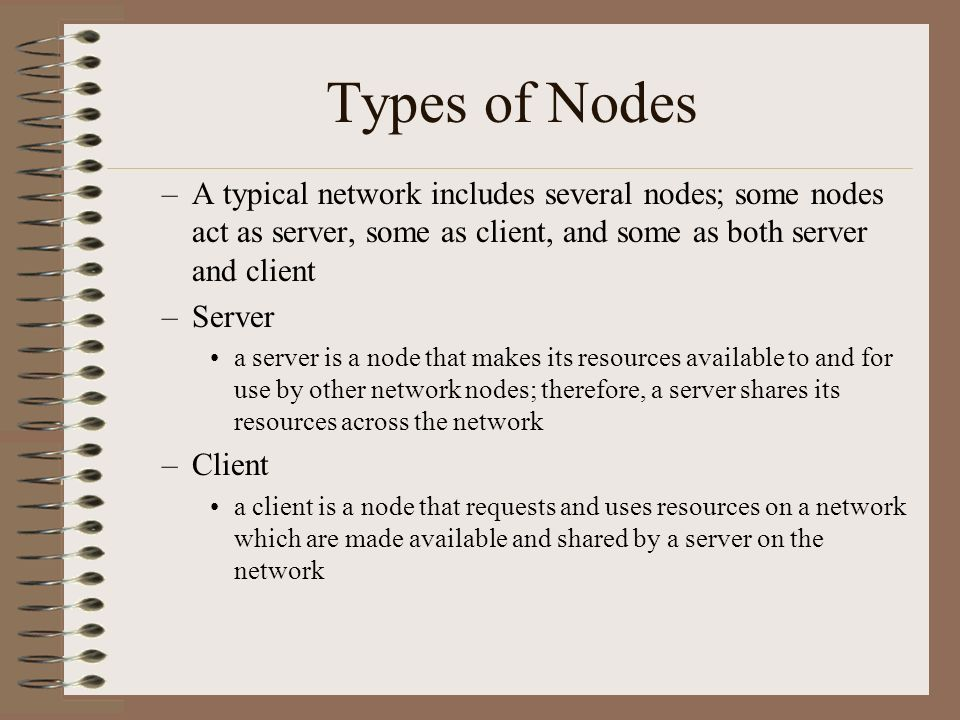 Types of Nodes
–A typical network includes several nodes; some nodes
act as server, some as client, and some as both server
and client
–Server
• a server is a node that makes its resources available to and for
use by other network nodes; therefore, a server shares its
resources across the network
–Client
• a client is a node that requests and uses resources on a network
which are made available and shared by a server on the
network